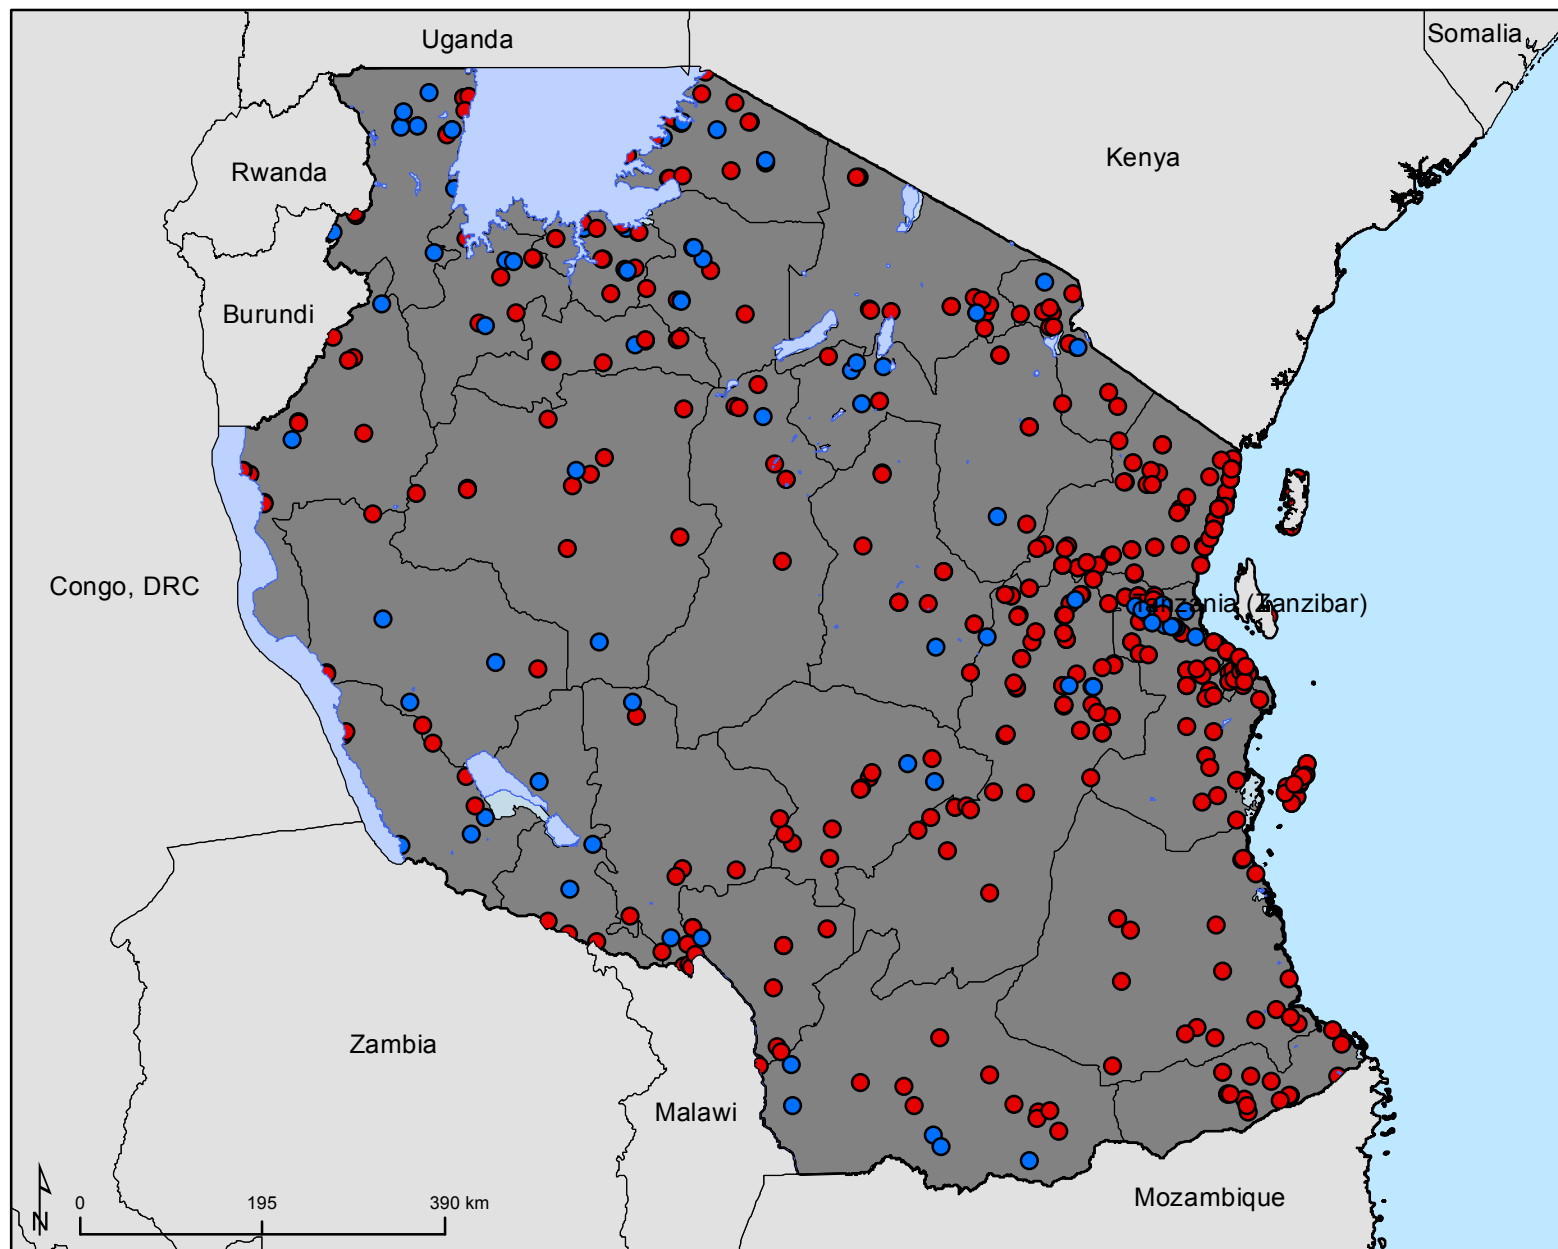 Uganda
Somalia
Kenya
Rwanda
Burundi
Congo, DRC
Tanzania (Zanzibar)
Zambia
Malawi
Mozambique
N
0 195 390 km